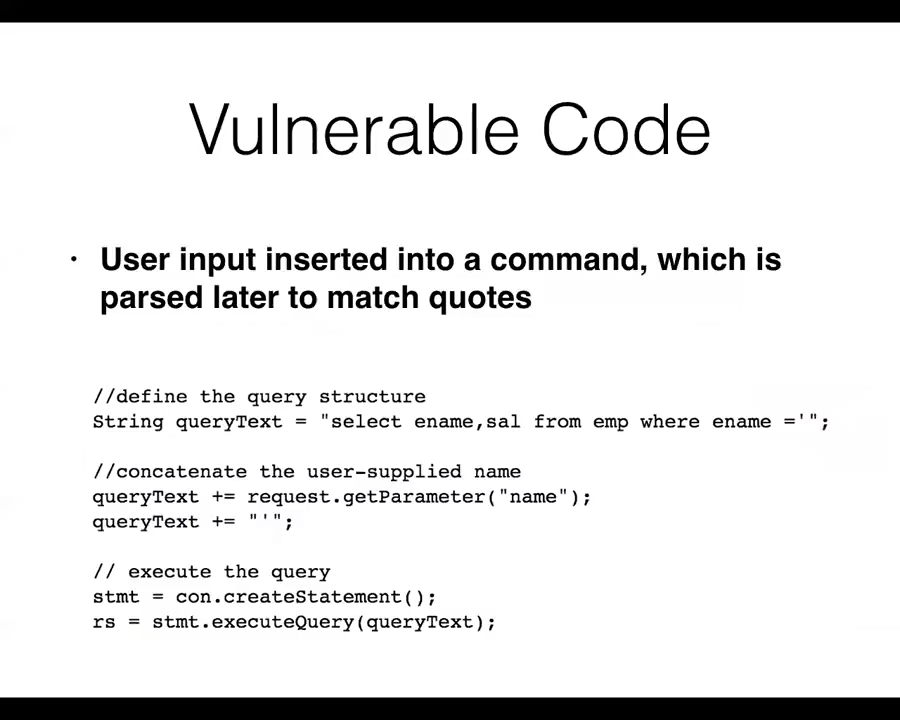 Vulnerable Code
• User input inserted into a command, which is
parsed later to match quotes
//define the query structure
String queryText = "select ename,sal from emp where ename ='";
//concatenate the user-supplied name
queryText += request.getParameter("name");
queryText += "'";
// execute the query
stmt = con.createStatement();
rs = stmt.executeQuery(queryText);